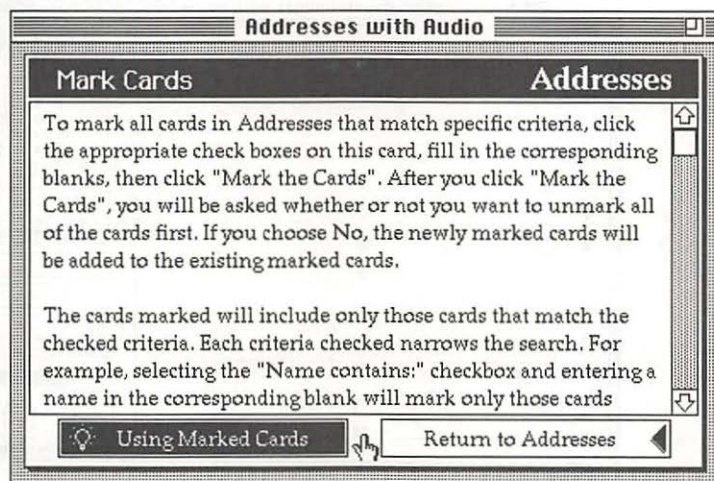 Addresses with Audio
Mark Cards
Addresses
To mark all cards in Addresses that match specific criteria, click
the appropriate check boxes on this card, fill in the corresponding
blanks, then click "Mark the Cards". After you click "Mark the
Cards", you will be asked whether or not you want to unmark all
of the cards first. If you choose No, the newly marked cards will
be added to the existing marked cards.
The cards marked will include only those cards that match the
checked criteria. Each criteria checked narrows the search. For
example, selecting the "Name contains:" checkbox and entering a
name in the corresponding blank will mark only those cards
Using Marked Cards
Return to Addresses